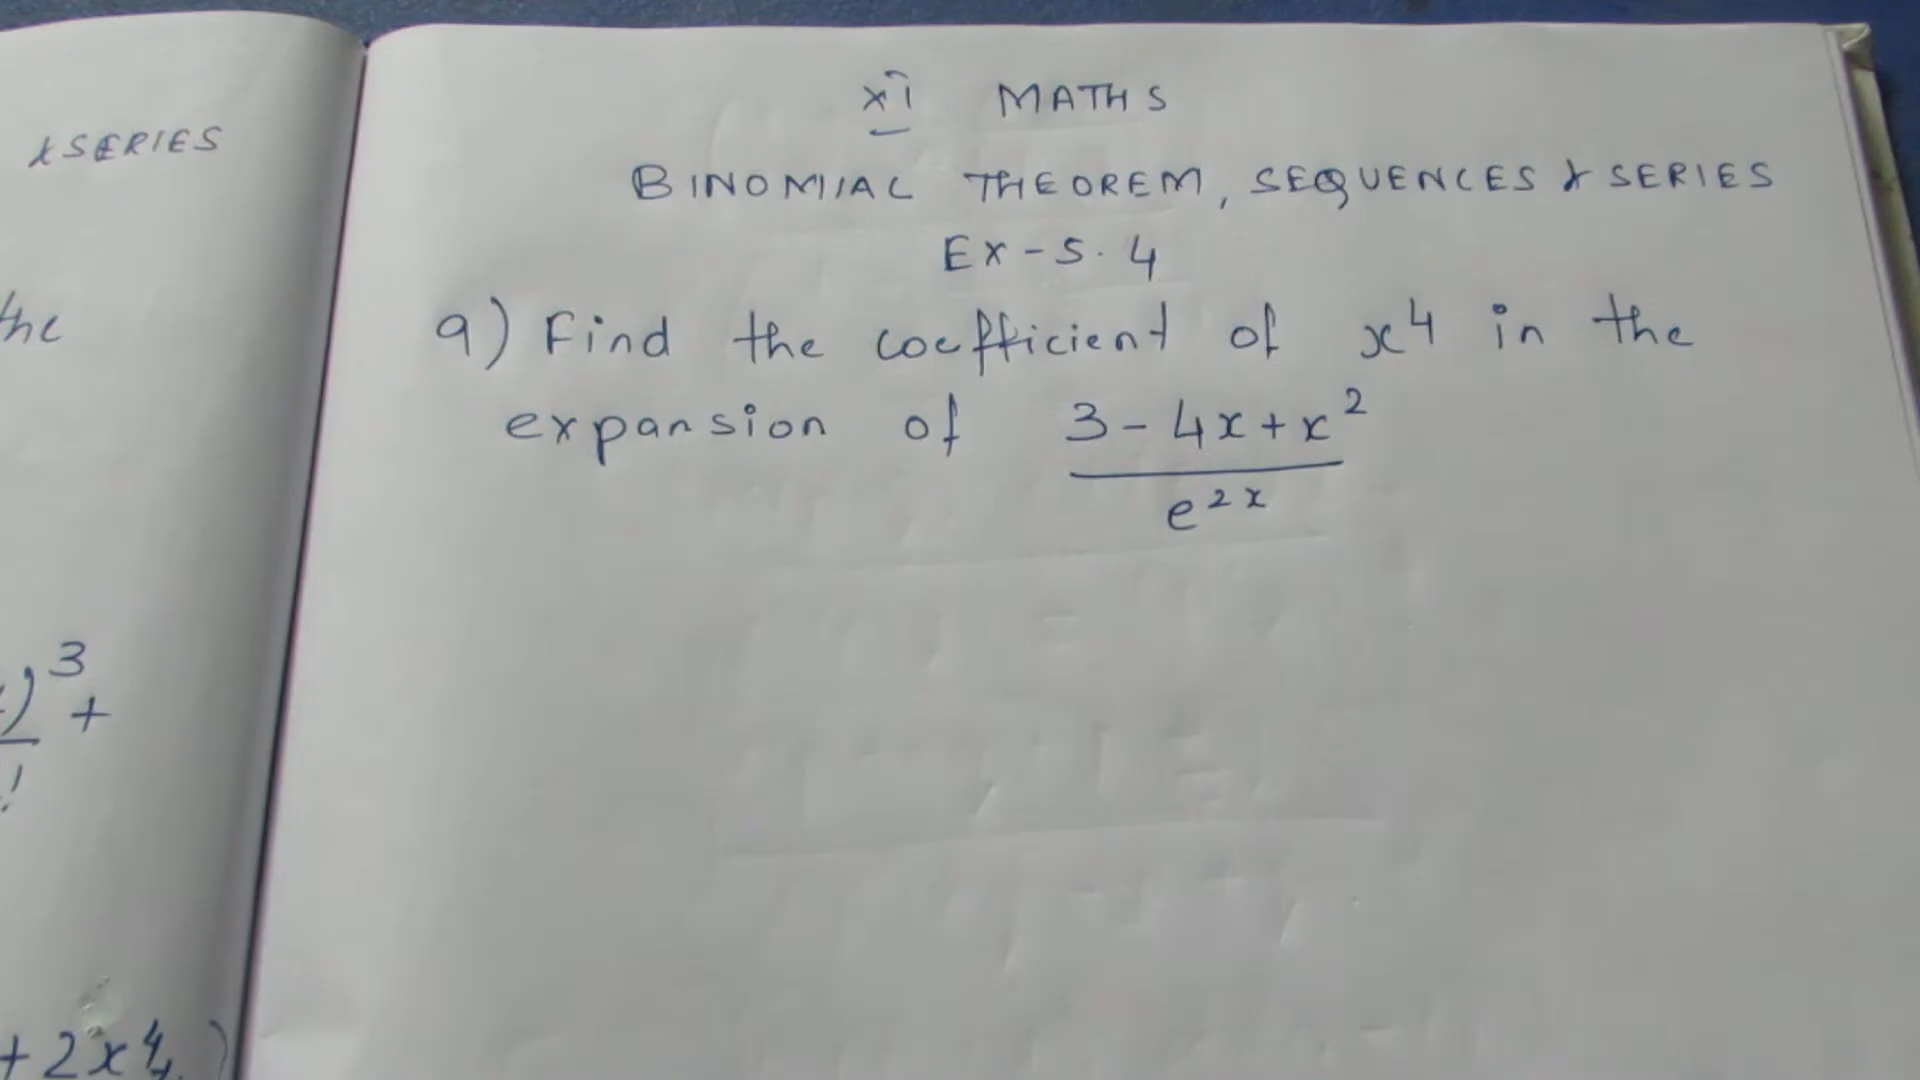 & SERIES
the
) 3 +
!
+ 2x4 )
XI MATHS
BINOMIAL THEOREM, SEQUENCES & SERIES
Ex - 5.4
9) Find the coefficient of x4 in the
expansion of 3 - 4x + x2
e2x